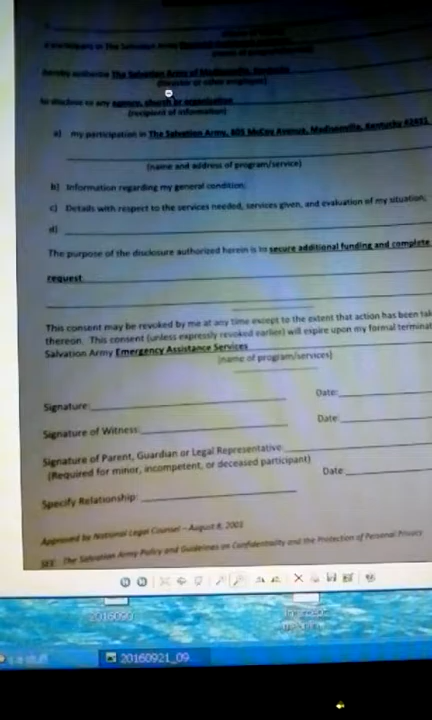 a participant in The Salvation Army
hereby authorize The Salvation Army of Madisonville, Kentucky
to disclose to any agency, church or organization
(recipient of information)
a) my participation in The Salvation Army, 805 McCoy Avenue, Madisonville, Kentucky 42431
(name and address of program/service)
b) Information regarding my general condition;
c) Details with respect to the services needed, services given, and evaluation of my situation;
d)
The purpose of the disclosure authorized herein is to secure additional funding and complete
request
This consent may be revoked by me at any time except to the extent that action has been
thereon. This consent (unless expressly revoked earlier) will expire upon my formal
Salvation Army Emergency Assistance Services
(name of program/services)
Signature: Date:
Signature of Witness: Date:
Signature of Parent, Guardian or Legal Representative:
(Required for minor, incompetent, or deceased participant) Date:
Specify Relationship:
Approved by National Legal Counsel – August 8, 2003
SEE: The Salvation Army Policy and Guidelines on Confidentiality and the Protection of Personal Privacy
20160921_09